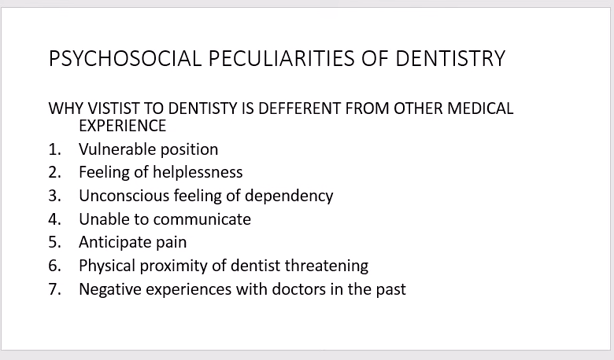 PSYCHOSOCIAL PECULIARITIES OF DENTISTRY
WHY VISTIST TO DENTISTY IS DEFFERENT FROM OTHER MEDICAL
EXPERIENCE
1. Vulnerable position
2. Feeling of helplessness
3. Unconscious feeling of dependency
4. Unable to communicate
5. Anticipate pain
6. Physical proximity of dentist threatening
7. Negative experiences with doctors in the past